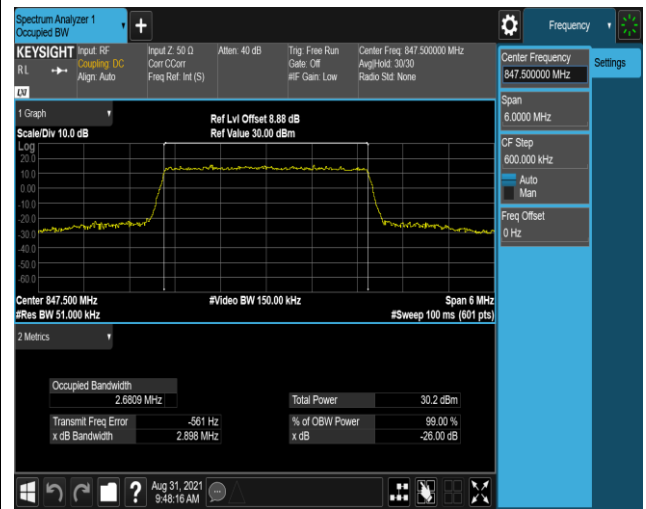 Spectrum Analyzer 1
Occupied BW
+
Frequency
KEYSIGHT
RL
LXI
Input: RF
Coupling: DC
Align: Auto
Input Z: 50 Ω
Corr CCorr
Freq Ref: Int (S)
Atten: 40 dB
Trig: Free Run
Gate: Off
#IF Gain: Low
Center Freq: 847.500000 MHz
Avg|Hold: 30/30
Radio Std: None
Center Frequency
847.500000 MHz
Settings
Span
6.0000 MHz
CF Step
600.000 kHz
Auto
Man
Freq Offset
0 Hz
1 Graph
Scale/Div 10.0 dB
Ref Lvl Offset 8.88 dB
Ref Value 30.00 dBm
Log
20.0
10.0
0.00
-10.0
-20.0
-30.0
-40.0
-50.0
-60.0
Center 847.500 MHz
#Video BW 150.00 kHz
Span 6 MHz
#Res BW 51.000 kHz
#Sweep 100 ms (601 pts)
2 Metrics
Occupied Bandwidth
2.6809 MHz
Total Power 30.2 dBm
Transmit Freq Error -561 Hz
% of OBW Power 99.00 %
x dB Bandwidth 2.898 MHz
x dB -26.00 dB
?
Aug 31, 2021
9:48:16 AM